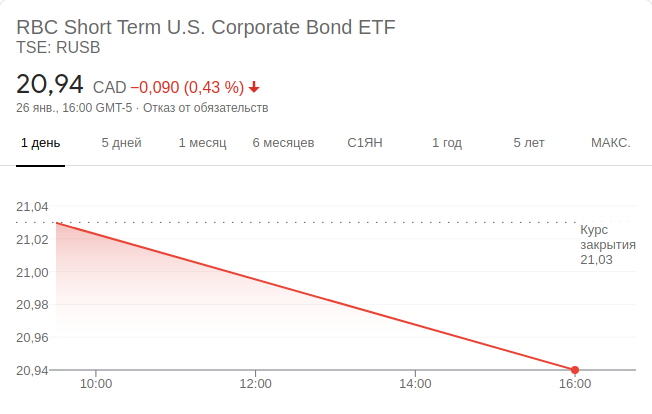 RBC Short Term U.S. Corporate Bond ETF
TSE: RUSB
20,94 CAD −0,090 (0,43 %)
26 янв., 16:00 GMT-5 · Отказ от обязательств
1 день 5 дней 1 месяц 6 месяцев С1ЯН 1 год 5 лет МАКС.
21,04
21,02
21,00
20,98
20,96
20,94
Курс
закрытия
21,03
10:00 12:00 14:00 16:00